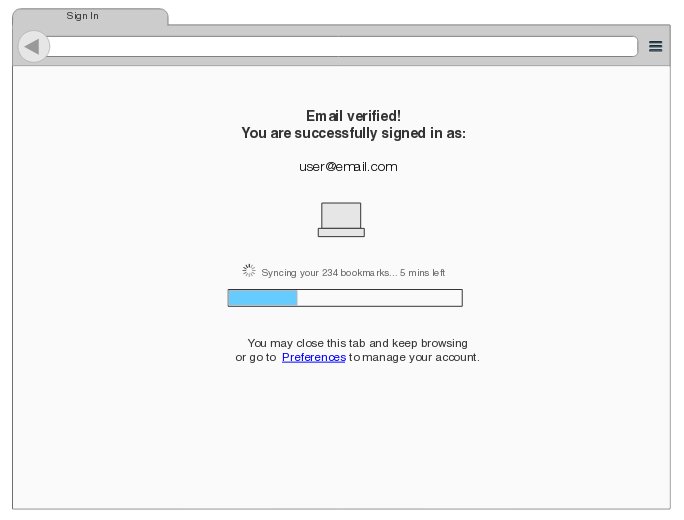 Sign In
Email verified!
You are successfully signed in as:
user@email.com
Syncing your 234 bookmarks... 5 mins left
You may close this tab and keep browsing
or go to Preferences to manage your account.